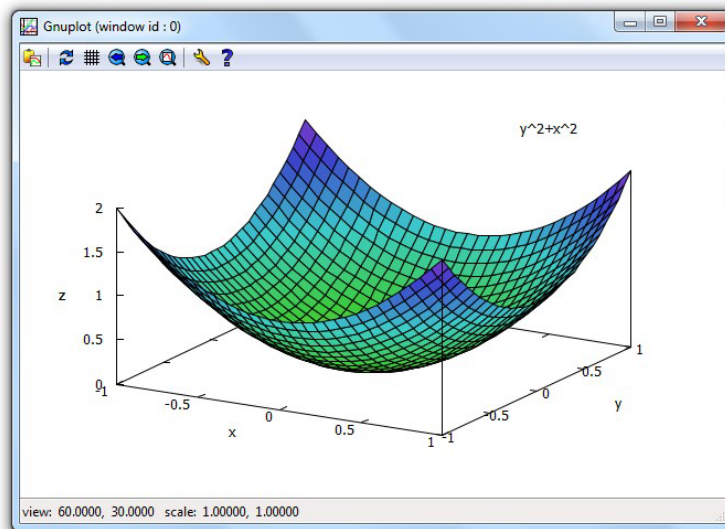 Gnuplot (window id : 0)
y^2+x^2
2
1.5
z
1
0.5
0
-1
-0.5
0
0.5
1
x
-1
-0.5
0
0.5
1
y
view: 60.0000, 30.0000 scale: 1.00000, 1.00000